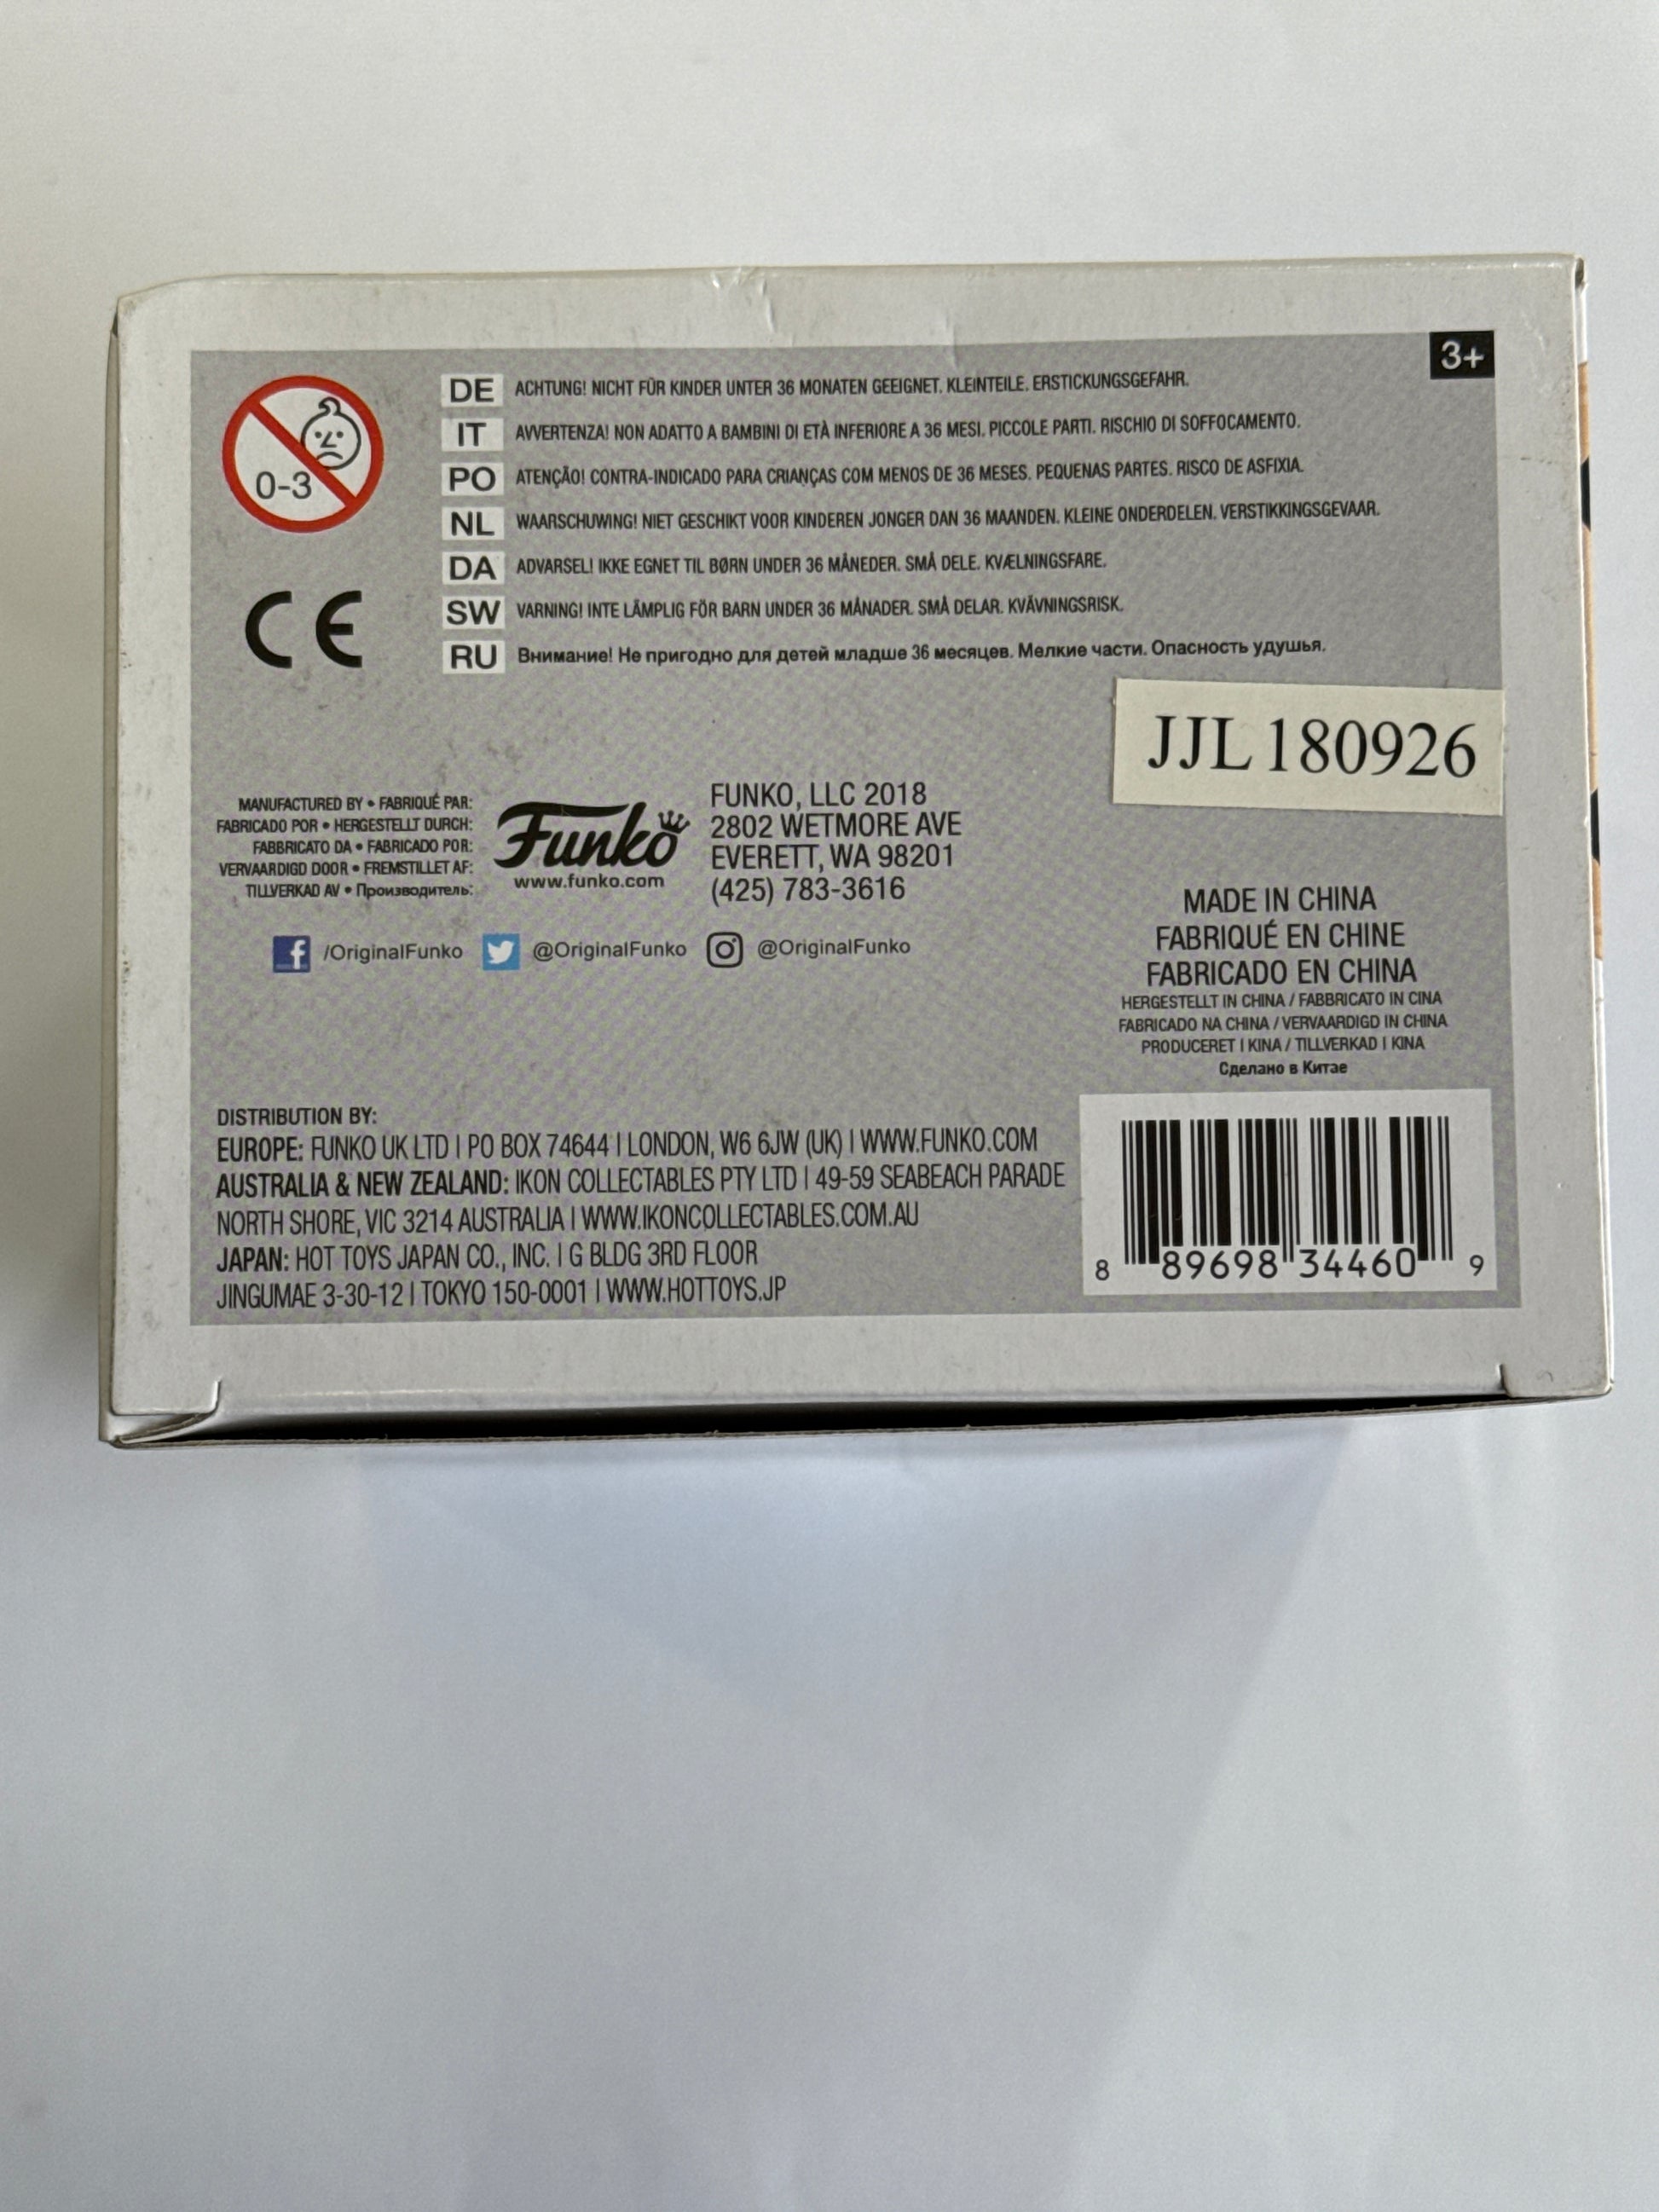 3+
0-3
DE ACHTUNG! NICHT FÜR KINDER UNTER 36 MONATEN GEEIGNET. KLEINTEILE. ERSTICKUNGSGEFAHR.
IT AVVERTENZA! NON ADATTO A BAMBINI DI ETÀ INFERIORE A 36 MESI. PICCOLE PARTI. RISCHIO DI SOFFOCAMENTO.
PO ATENÇÃO! CONTRA-INDICADO PARA CRIANÇAS COM MENOS DE 36 MESES. PEQUENAS PARTES. RISCO DE ASFIXIA.
NL WAARSCHUWING! NIET GESCHIKT VOOR KINDEREN JONGER DAN 36 MAANDEN. KLEINE ONDERDELEN. VERSTIKKINGSGEVAAR.
DA ADVARSEL! IKKE EGNET TIL BØRN UNDER 36 MÅNEDER. SMÅ DELE. KVÆLNINGSFARE.
SW VARNING! INTE LÄMPLIG FÖR BARN UNDER 36 MÅNADER. SMÅ DELAR. KVÄVNINGSRISK.
RU Внимание! Не пригодно для детей младше 36 месяцев. Мелкие части. Опасность удушья.
CE
JJL180926
MANUFACTURED BY • FABRIQUÉ PAR:
FABRICADO POR • HERGESTELLT DURCH:
FABBRICATO DA • FABRICADO POR:
VERVAARDIGD DOOR • FREMSTILLET AF:
TILLVERKAD AV • Производитель:
Funko
www.funko.com
FUNKO, LLC 2018
2802 WETMORE AVE
EVERETT, WA 98201
(425) 783-3616
/OriginalFunko @OriginalFunko @OriginalFunko
MADE IN CHINA
FABRIQUÉ EN CHINE
FABRICADO EN CHINA
HERGESTELLT IN CHINA / FABBRICATO IN CINA
FABRICADO NA CHINA / VERVAARDIGD IN CHINA
PRODUCERET I KINA / TILLVERKAD I KINA
Сделано в Китае
DISTRIBUTION BY:
EUROPE: FUNKO UK LTD | PO BOX 74644 | LONDON, W6 6JW (UK) | WWW.FUNKO.COM
AUSTRALIA & NEW ZEALAND: IKON COLLECTABLES PTY LTD | 49-59 SEABEACH PARADE
NORTH SHORE, VIC 3214 AUSTRALIA | WWW.IKONCOLLECTABLES.COM.AU
JAPAN: HOT TOYS JAPAN CO., INC. | G BLDG 3RD FLOOR
JINGUMAE 3-30-12 | TOKYO 150-0001 | WWW.HOTTOYS.JP
8 89698 34460 9